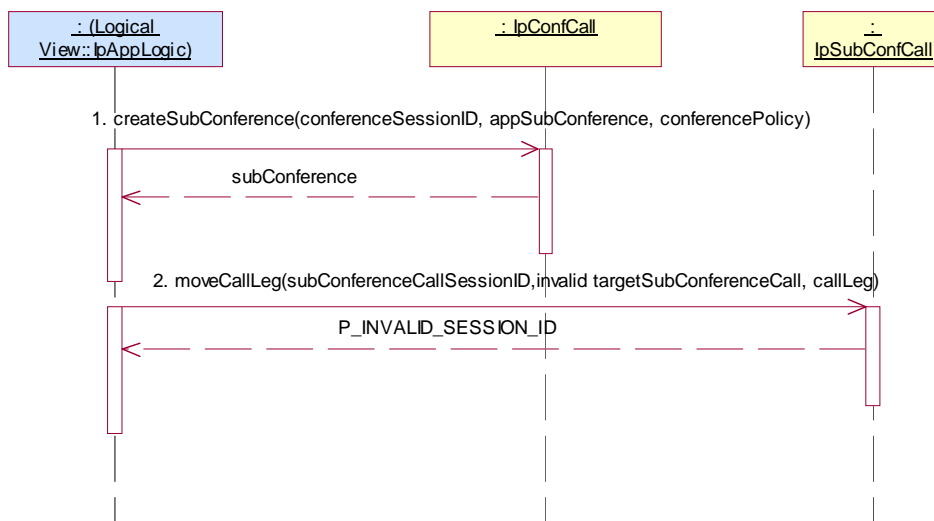 : (Logical
View::IpAppLogic)
: IpConfCall
:
IpSubConfCall
1. createSubConference(conferenceSessionID, appSubConference, conferencePolicy)
subConference
2. moveCallLeg(subConferenceCallSessionID,invalid targetSubConferenceCall, callLeg)
P_INVALID_SESSION_ID